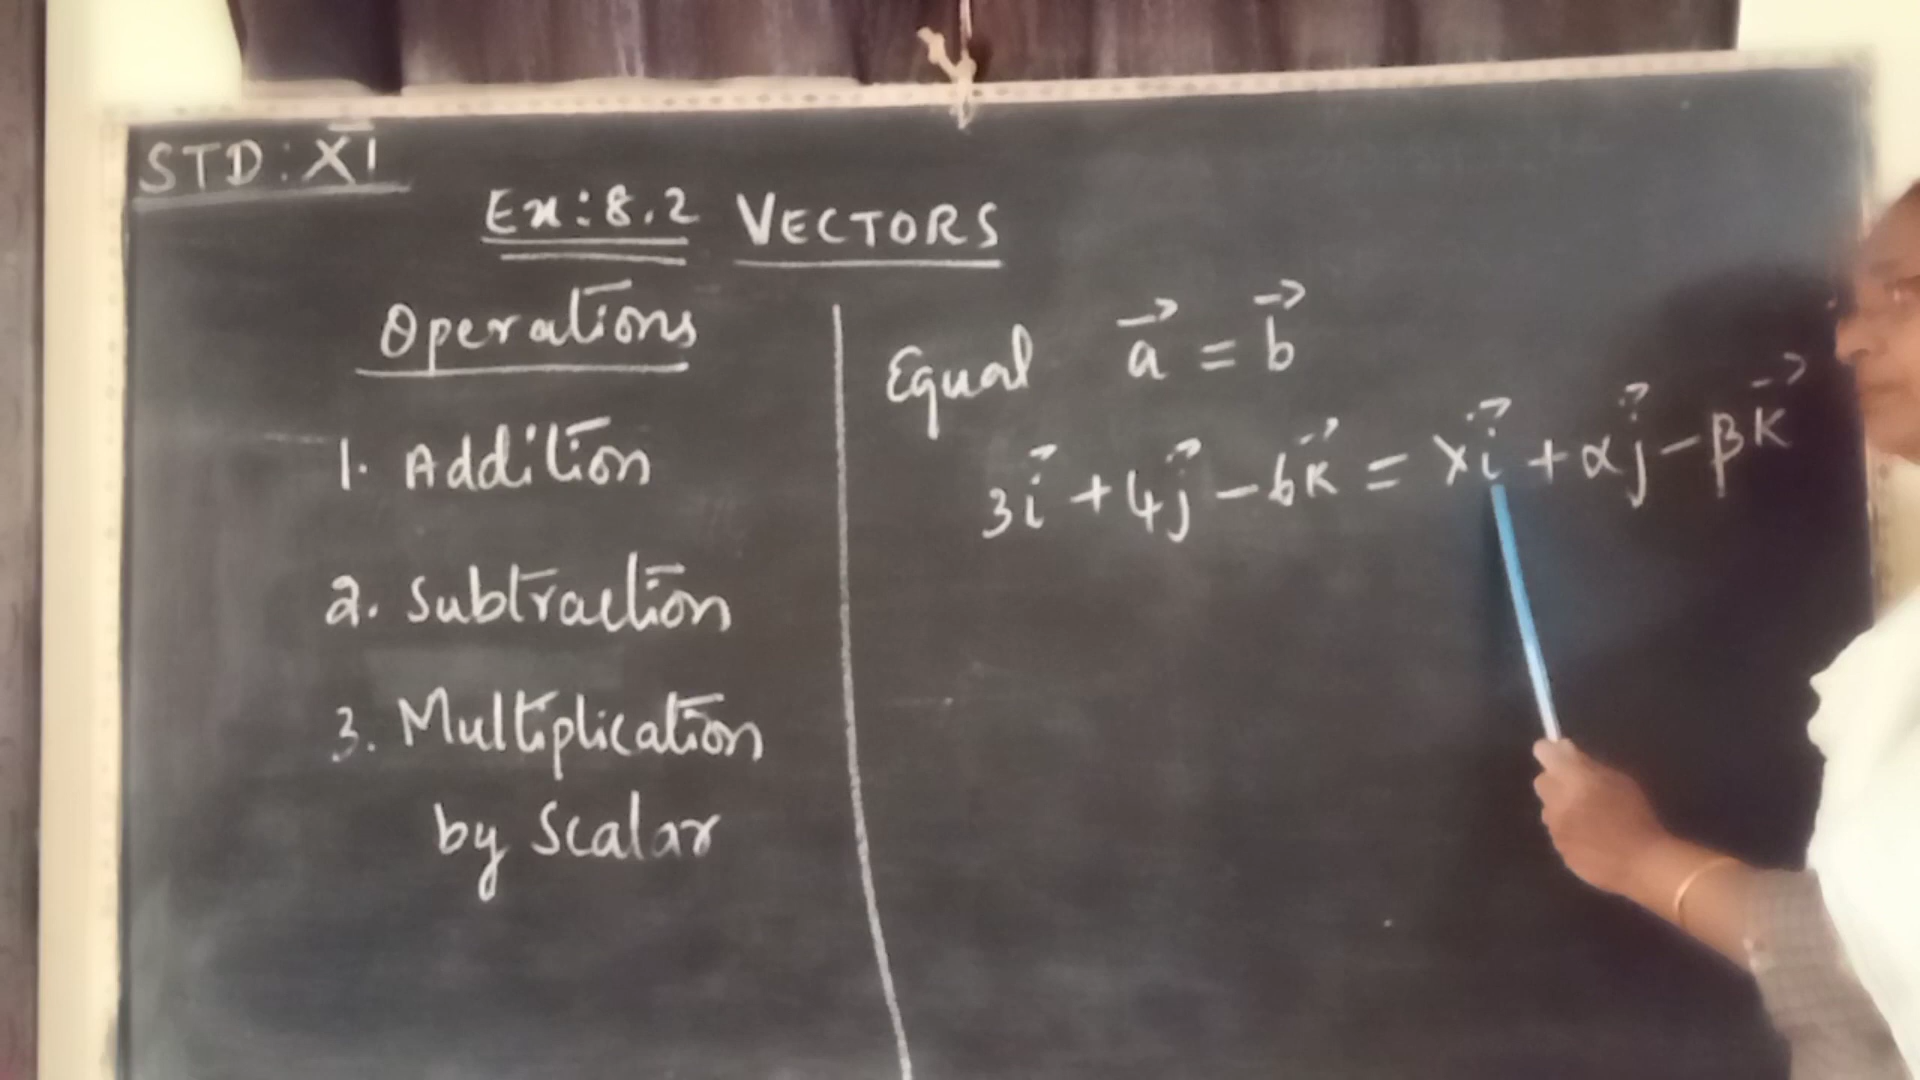 STD: XI
Ex: 8.2 VECTORS
Operations
1. Addition
2. Subtraction
3. Multiplication
by Scalar
Equal a⃗ = b⃗
3i⃗ + 4j⃗ - 6k⃗ = xi⃗ + αj⃗ - βk⃗